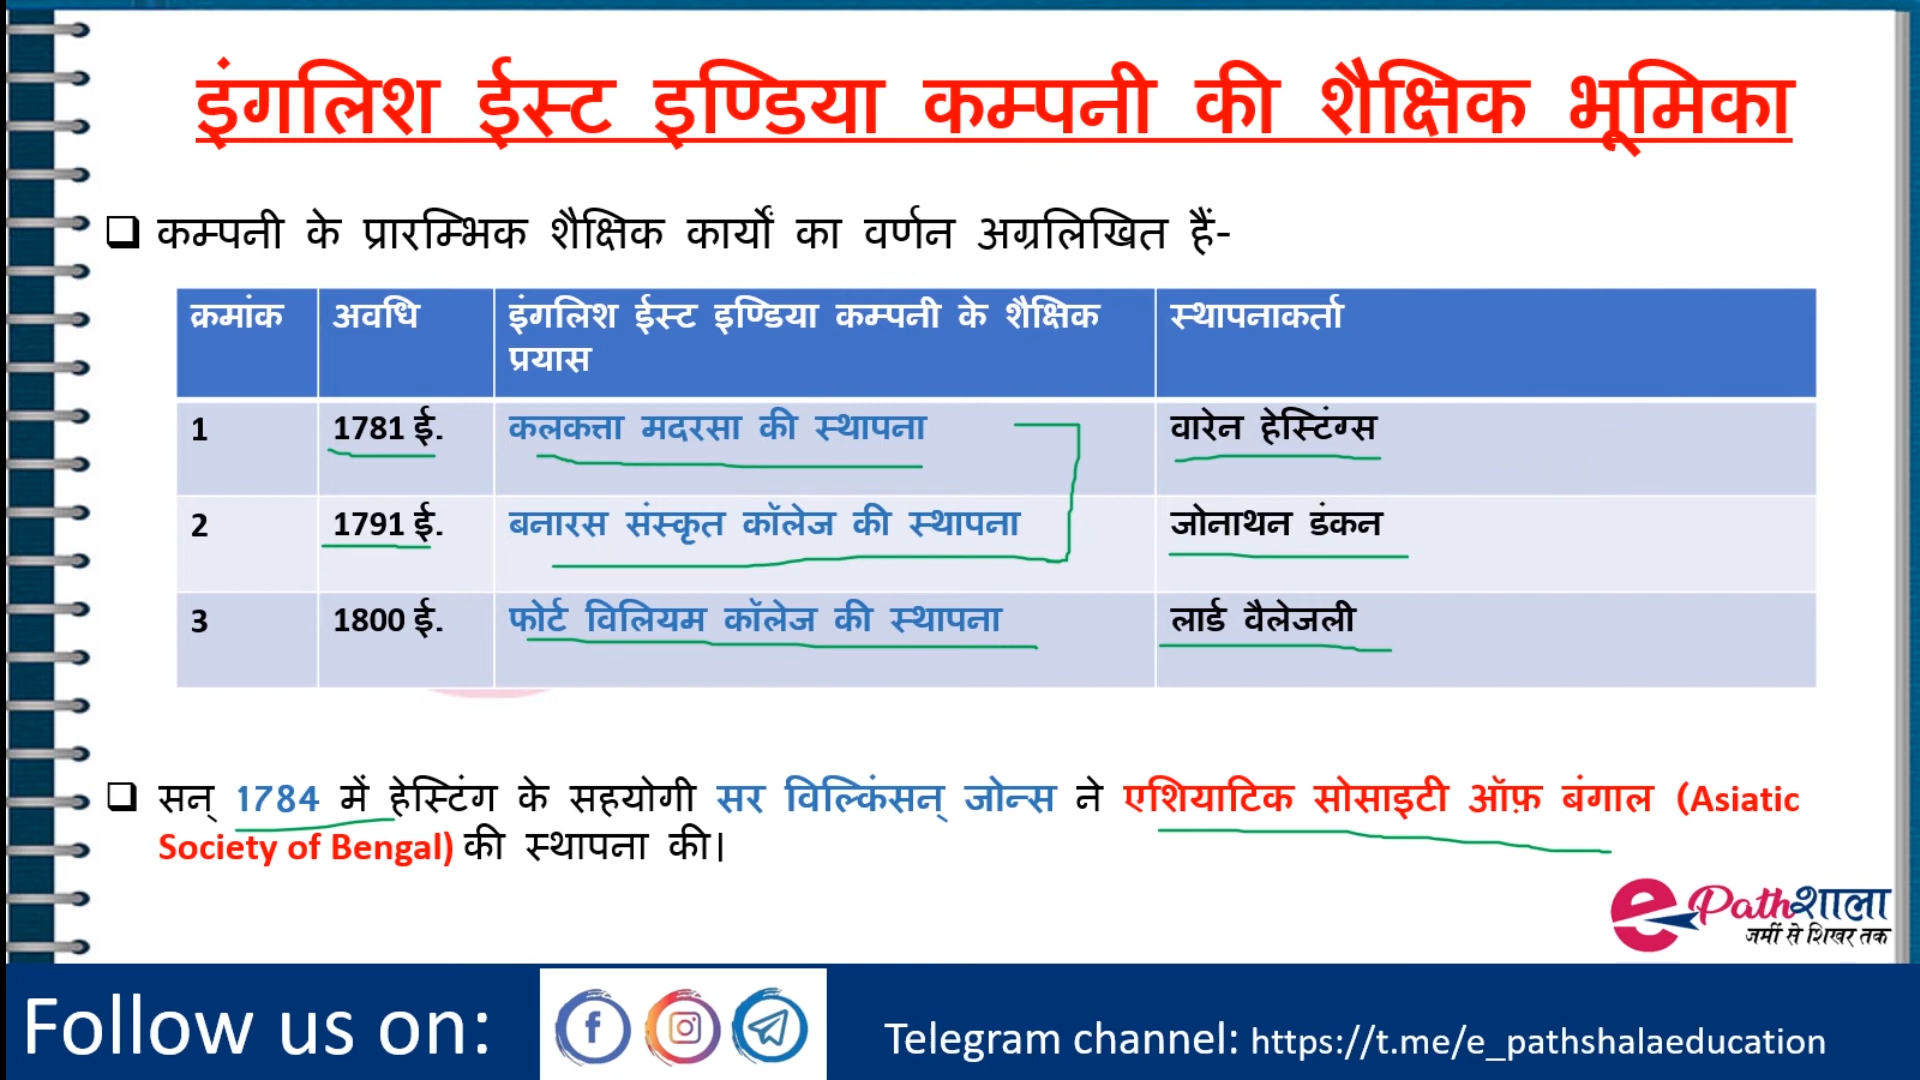 इंगलिश ईस्ट इण्डिया कम्पनी की शैक्षिक भूमिका
कम्पनी के प्रारम्भिक शैक्षिक कार्यों का वर्णन अग्रलिखित हैं-
क्रमांक अवधि इंगलिश ईस्ट इण्डिया कम्पनी के शैक्षिक प्रयास स्थापनाकर्ता
1 1781 ई. कलकत्ता मदरसा की स्थापना वारेन हेस्टिंग्स
2 1791 ई. बनारस संस्कृत कॉलेज की स्थापना जोनाथन डंकन
3 1800 ई. फोर्ट विलियम कॉलेज की स्थापना लार्ड वैलेजली
सन् 1784 में हेस्टिंग के सहयोगी सर विल्किंसन् जोन्स ने एशियाटिक सोसाइटी ऑफ़ बंगाल (Asiatic
Society of Bengal) की स्थापना की।
e Pathशाला
जमीं से शिखर तक
Follow us on:
Telegram channel: https://t.me/e_pathshalaeducation